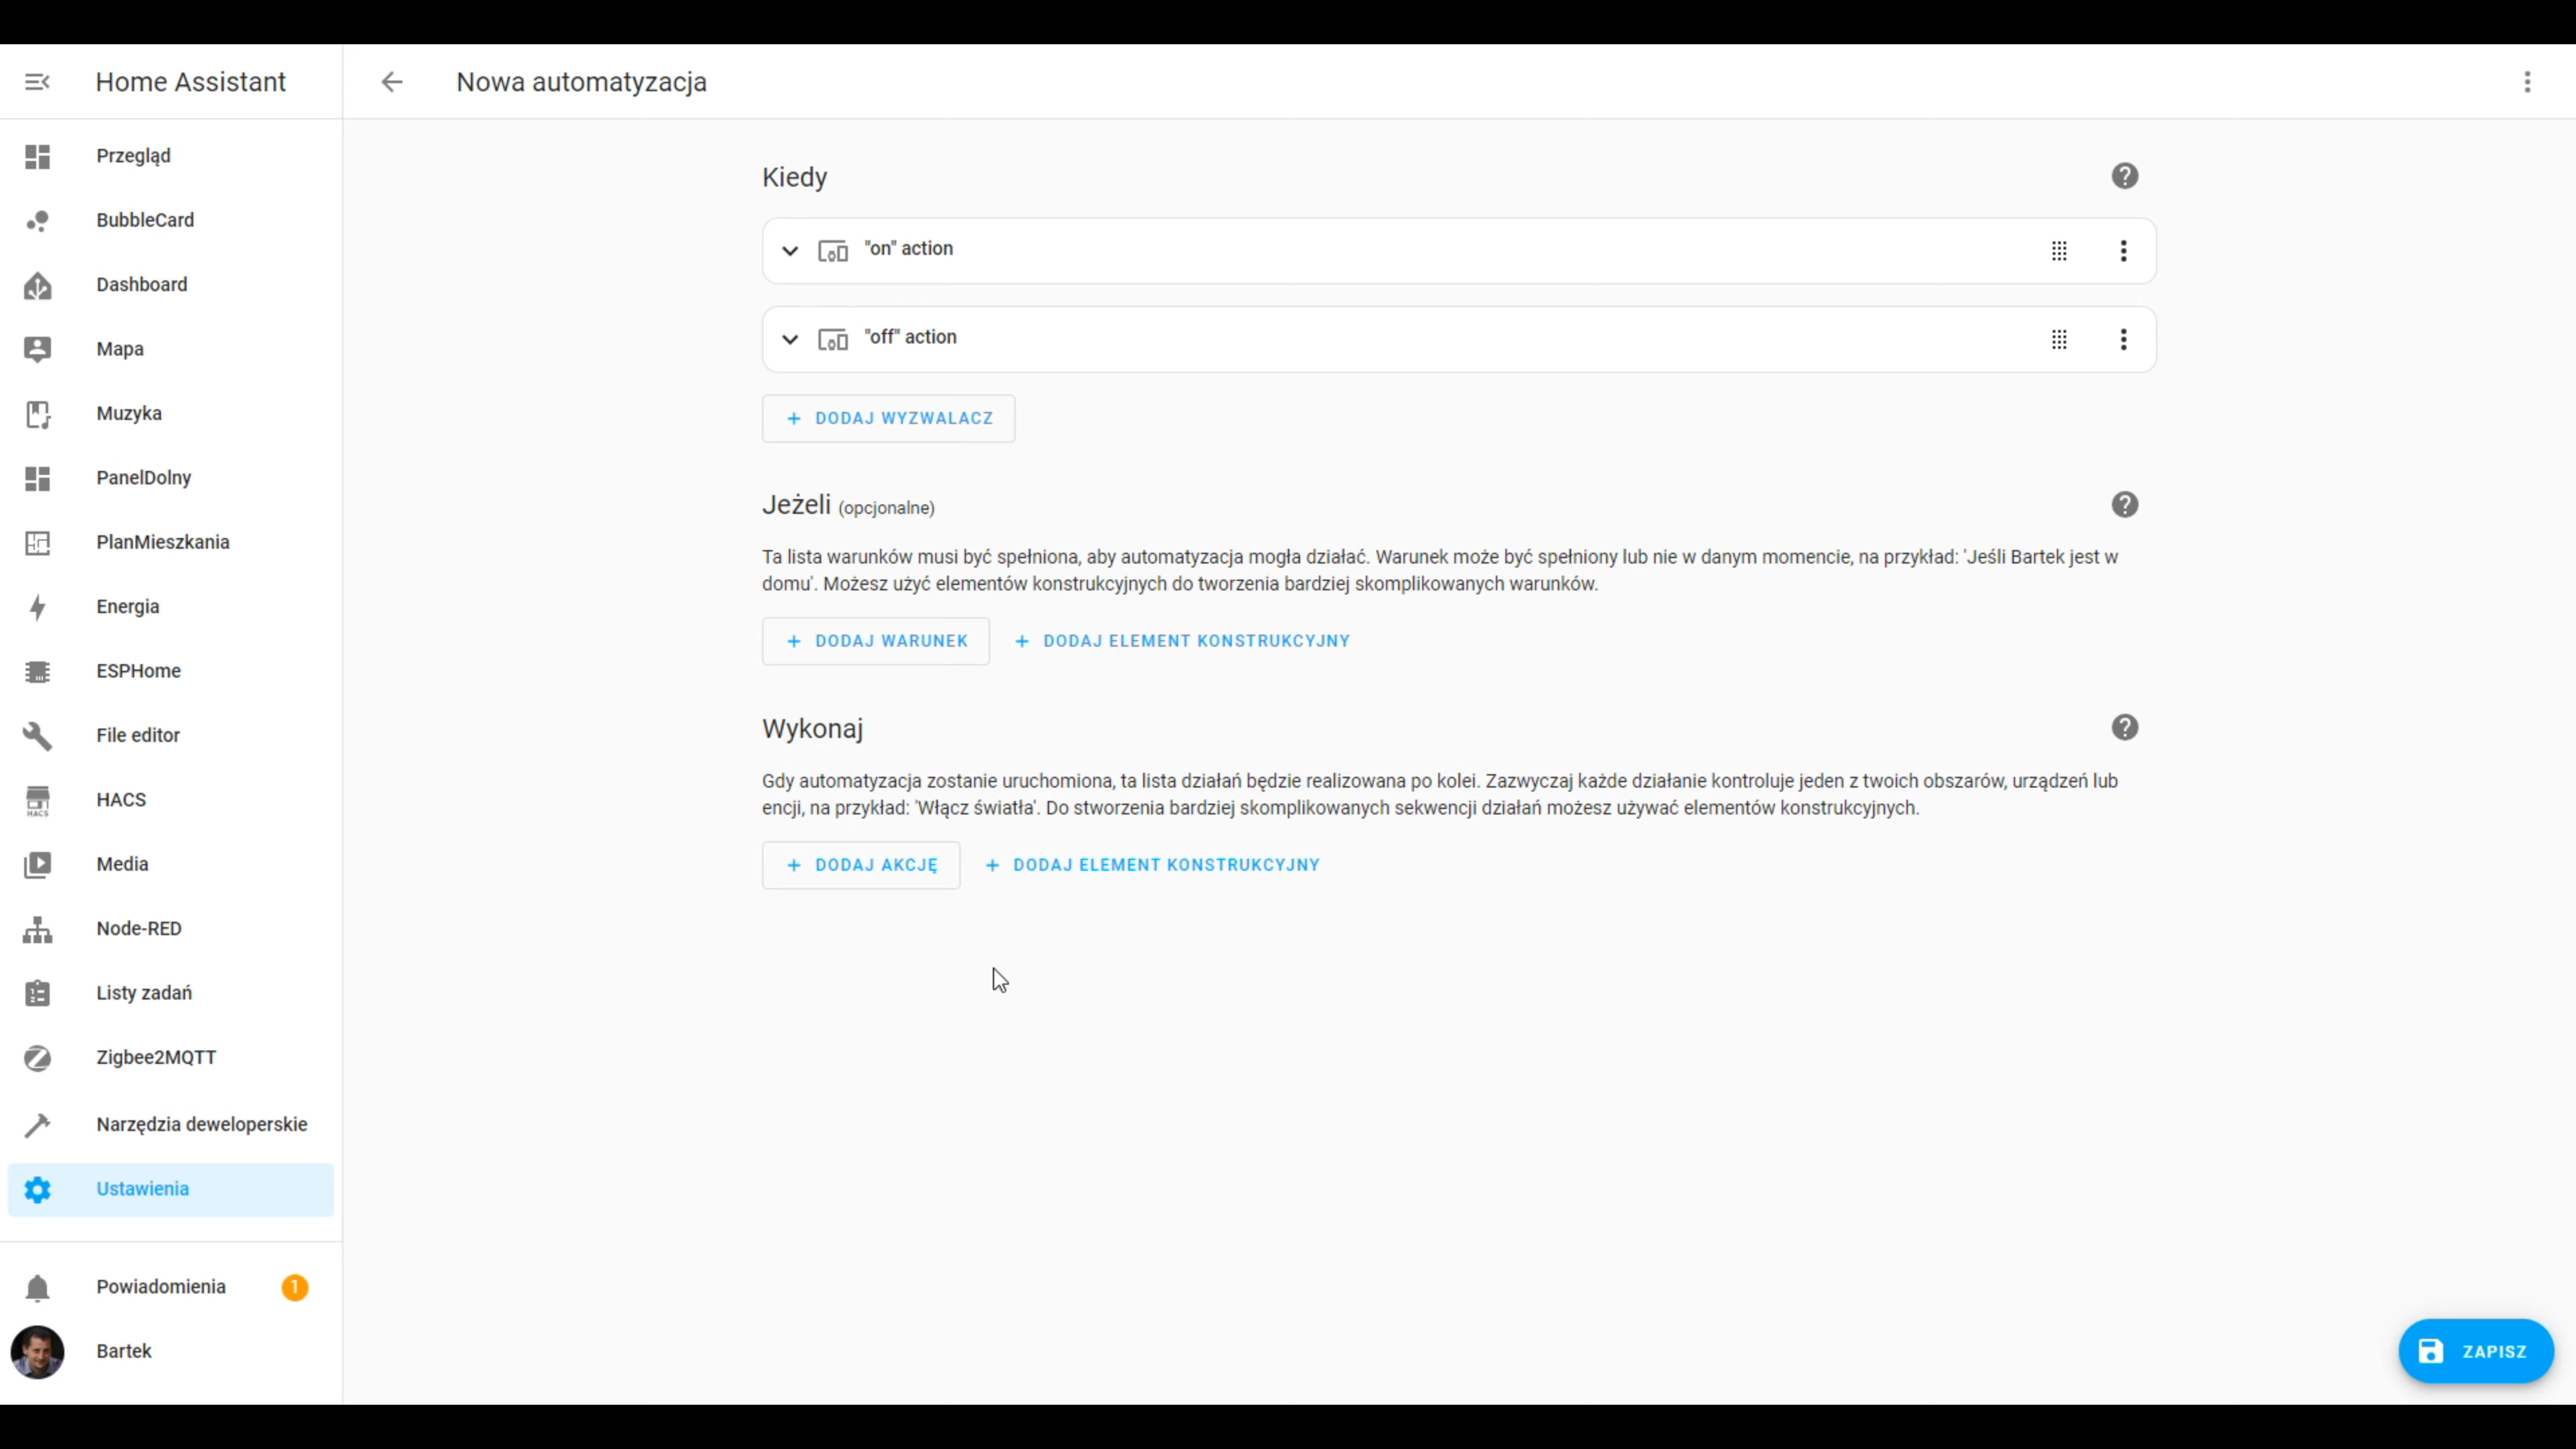 Home Assistant
Nowa automatyzacja
Przegląd
BubbleCard
Dashboard
Mapa
Muzyka
PanelDolny
PlanMieszkania
Energia
ESPHome
File editor
HACS
HACS
Media
Node-RED
Listy zadań
Zigbee2MQTT
Narzędzia deweloperskie
Ustawienia
Powiadomienia 1
Bartek
Kiedy
"on" action
"off" action
+ DODAJ WYZWALACZ
Jeżeli (opcjonalne)
Ta lista warunków musi być spełniona, aby automatyzacja mogła działać. Warunek może być spełniony lub nie w danym momencie, na przykład: 'Jeśli Bartek jest w
domu'. Możesz użyć elementów konstrukcyjnych do tworzenia bardziej skomplikowanych warunków.
+ DODAJ WARUNEK + DODAJ ELEMENT KONSTRUKCYJNY
Wykonaj
Gdy automatyzacja zostanie uruchomiona, ta lista działań będzie realizowana po kolei. Zazwyczaj każde działanie kontroluje jeden z twoich obszarów, urządzeń lub
encji, na przykład: 'Włącz światła'. Do stworzenia bardziej skomplikowanych sekwencji działań możesz używać elementów konstrukcyjnych.
+ DODAJ AKCJĘ + DODAJ ELEMENT KONSTRUKCYJNY
ZAPISZ